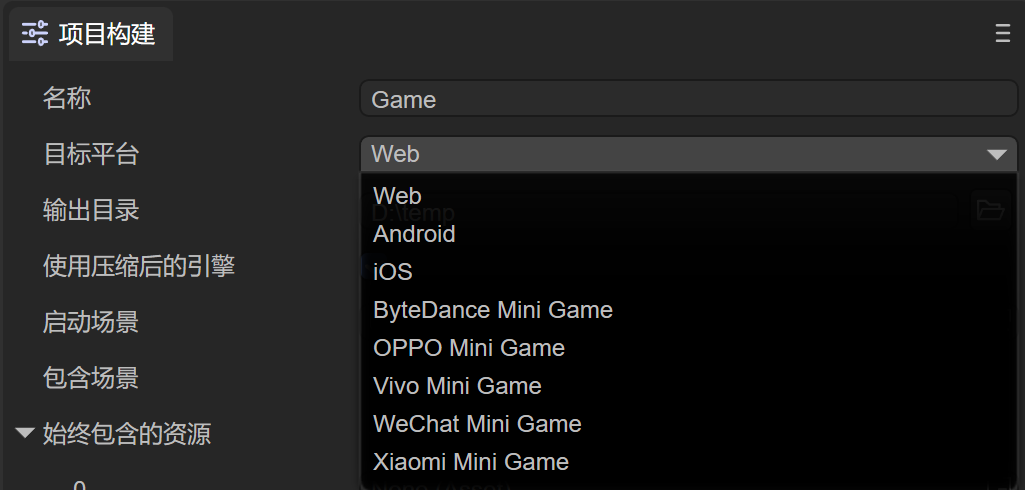 项目构建
名称
Game
目标平台
Web
Web
输出目录
D:\temp
Android
使用压缩后的引擎
iOS
ByteDance Mini Game
启动场景
OPPO Mini Game
包含场景
Vivo Mini Game
始终包含的资源
WeChat Mini Game
Xiaomi Mini Game
0